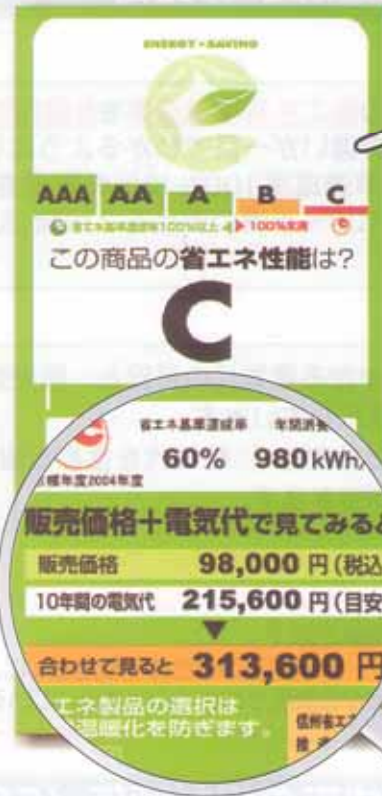 ENERGY・SAVING
AAA AA A B C
省エネ基準達成率100%以上 100%未満
この商品の省エネ性能は?
C
省エネ基準達成率 年間消費
60% 980kWh/
標年度2004年度
販売価格+電気代で見てみると
販売価格 98,000 円(税込
10年間の電気代 215,600 円(目安
合わせて見ると 313,600 円
エネ製品の選択は
温暖化を防ぎます。
信州省エ
推進